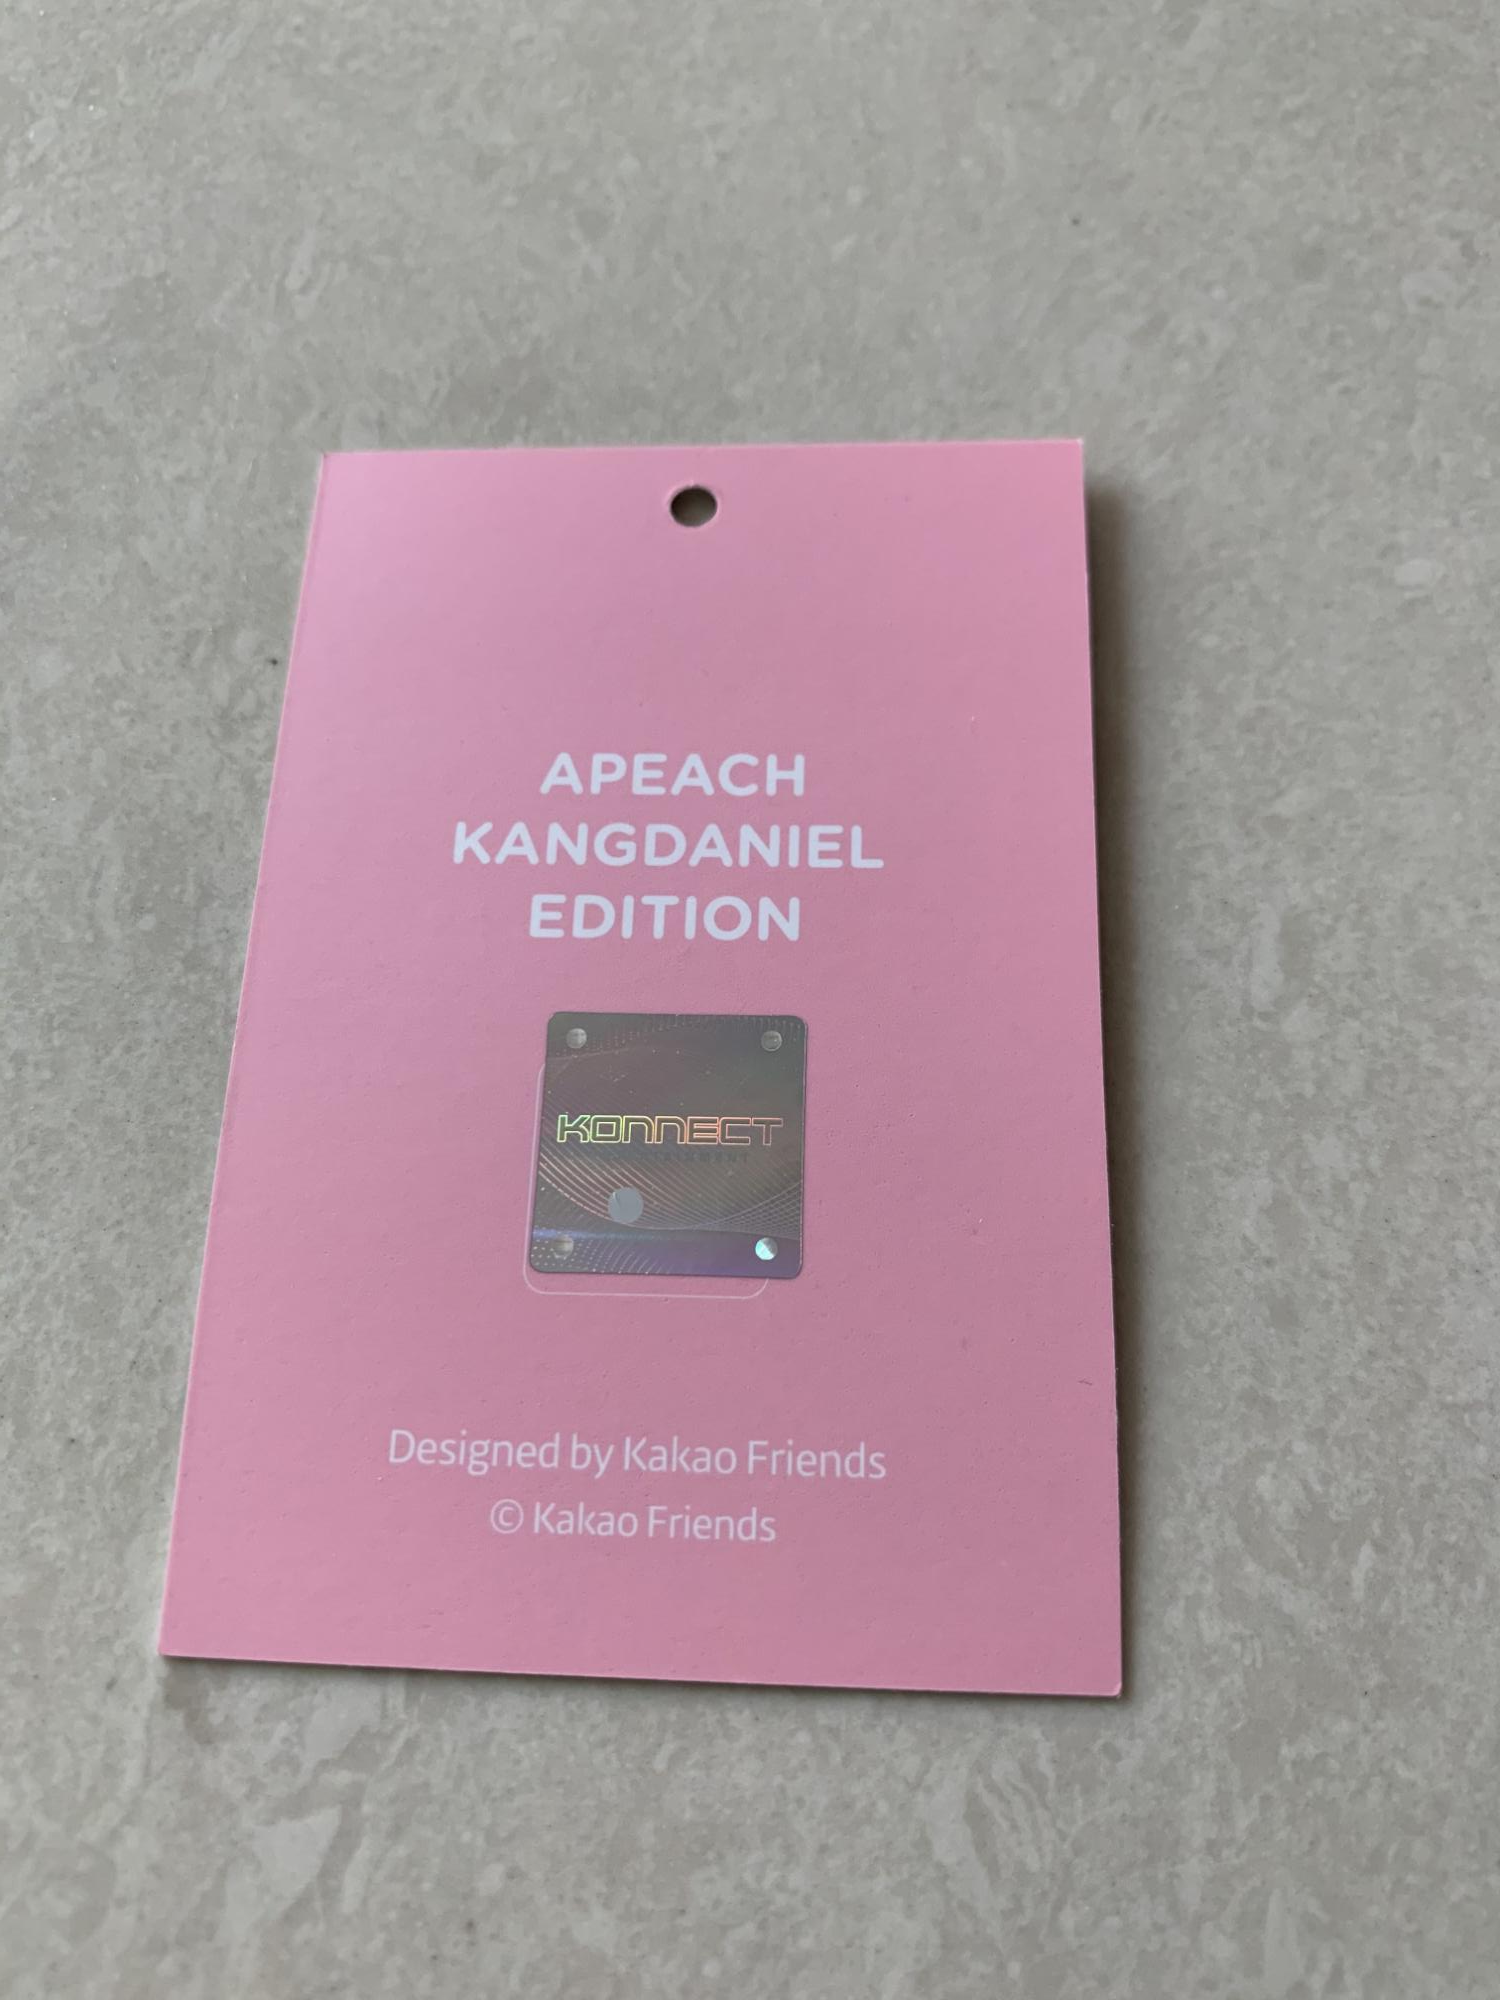 APEACH
KANGDANIEL
EDITION
KONNECT
Designed by Kakao Friends
© Kakao Friends